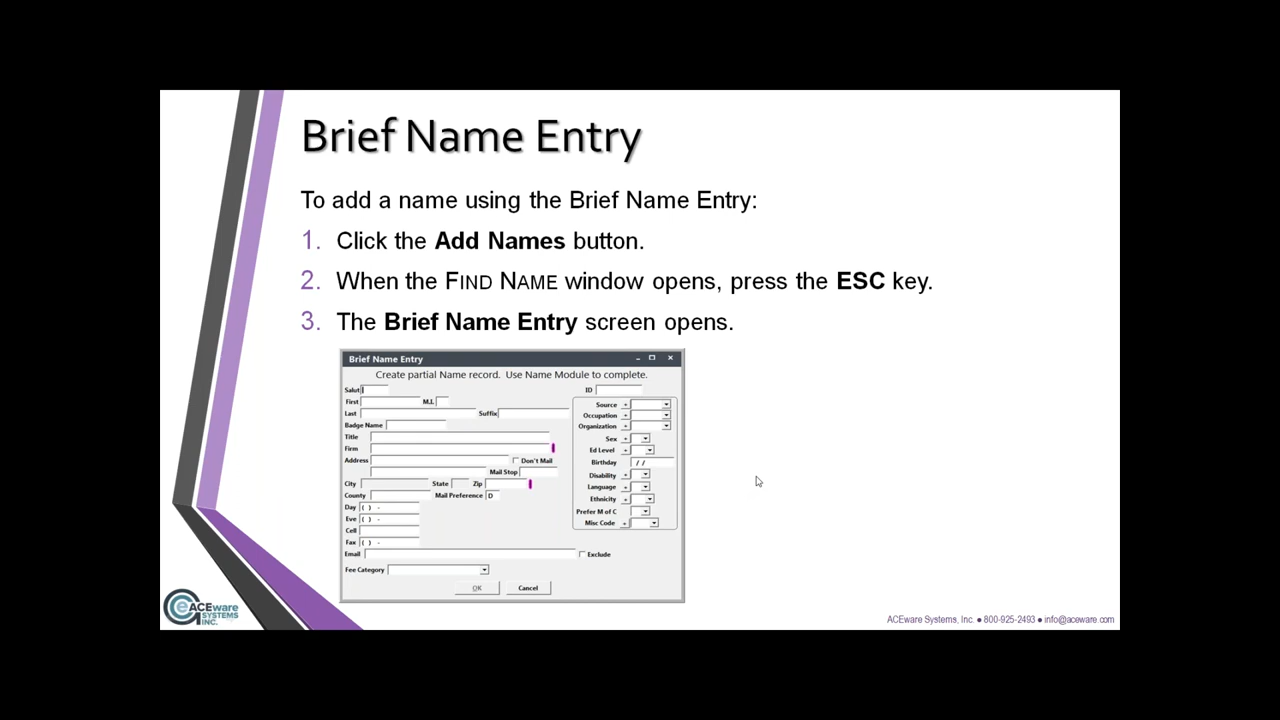 Brief Name Entry
To add a name using the Brief Name Entry:
1. Click the Add Names button.
2. When the FIND NAME window opens, press the ESC key.
3. The Brief Name Entry screen opens.
Brief Name Entry
Create partial Name record. Use Name Module to complete.
Salut ID
First M.I.
Last Suffix
Badge Name
Title
Firm
Address Don't Mail
Mail Stop
City State Zip
County Mail Preference D
Day ( ) -
Eve ( ) -
Cell
Fax ( ) -
Email Exclude
Fee Category
OK Cancel
Source +
Occupation +
Organization +
Sex +
Ed Level +
Birthday / /
Disability +
Language +
Ethnicity +
Prefer M of C
Misc Code +
ACEware
SYSTEMS
INC.
ACEware Systems, Inc. ● 800-925-2493 ● info@aceware.com